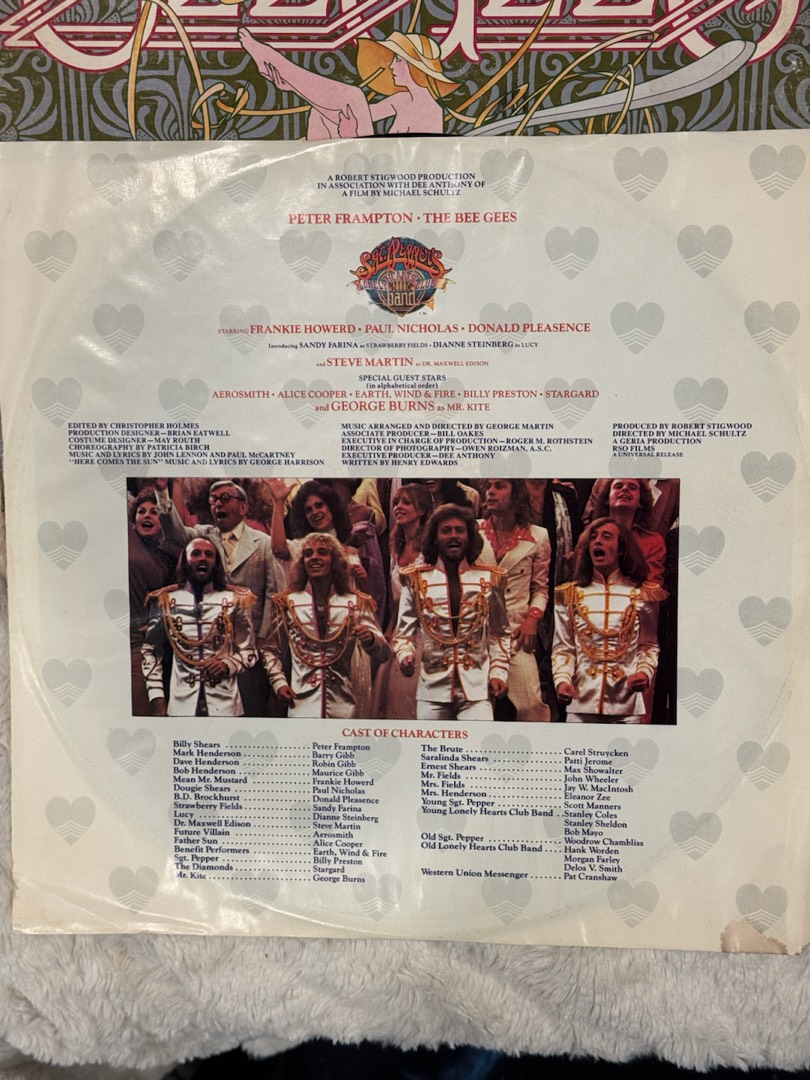 BEE GEES
A ROBERT STIGWOOD PRODUCTION
IN ASSOCIATION WITH DEE ANTHONY OF
A FILM BY MICHAEL SCHULTZ
PETER FRAMPTON • THE BEE GEES
SGT. PEPPER'S
LONELY HEARTS CLUB
band
TM
STARRING FRANKIE HOWERD • PAUL NICHOLAS • DONALD PLEASENCE
Introducing SANDY FARINA as STRAWBERRY FIELDS • DIANNE STEINBERG as LUCY
and STEVE MARTIN as DR. MAXWELL EDISON
SPECIAL GUEST STARS
(in alphabetical order)
AEROSMITH • ALICE COOPER • EARTH, WIND & FIRE • BILLY PRESTON • STARGARD
and GEORGE BURNS as MR. KITE
EDITED BY CHRISTOPHER HOLMES
PRODUCTION DESIGNER—BRIAN EATWELL
COSTUME DESIGNER—MAY ROUTH
CHOREOGRAPHY BY PATRICIA BIRCH
MUSIC AND LYRICS BY JOHN LENNON AND PAUL McCARTNEY
"HERE COMES THE SUN" MUSIC AND LYRICS BY GEORGE HARRISON
MUSIC ARRANGED AND DIRECTED BY GEORGE MARTIN
ASSOCIATE PRODUCER—BILL OAKES
EXECUTIVE IN CHARGE OF PRODUCTION—ROGER M. ROTHSTEIN
DIRECTOR OF PHOTOGRAPHY—OWEN ROIZMAN, A.S.C.
EXECUTIVE PRODUCER—DEE ANTHONY
WRITTEN BY HENRY EDWARDS
PRODUCED BY ROBERT STIGWOOD
DIRECTED BY MICHAEL SCHULTZ
A GERIA PRODUCTION
RSO FILMS
A UNIVERSAL RELEASE
CAST OF CHARACTERS
Billy Shears .............. Peter Frampton
Mark Henderson .............. Barry Gibb
Dave Henderson .............. Robin Gibb
Bob Henderson .............. Maurice Gibb
Mean Mr. Mustard .............. Frankie Howerd
Dougie Shears .............. Paul Nicholas
B.D. Brockhurst .............. Donald Pleasence
Strawberry Fields .............. Sandy Farina
Lucy .............. Dianne Steinberg
Dr. Maxwell Edison .............. Steve Martin
Future Villain .............. Aerosmith
Father Sun .............. Alice Cooper
Benefit Performers .............. Earth, Wind & Fire
Sgt. Pepper .............. Billy Preston
The Diamonds .............. Stargard
Mr. Kite .............. George Burns
The Brute .............. Carel Struycken
Saralinda Shears .............. Patti Jerome
Ernest Shears .............. Max Showalter
Mr. Fields .............. John Wheeler
Mrs. Fields .............. Jay W. MacIntosh
Mrs. Henderson .............. Eleanor Zee
Young Sgt. Pepper .............. Scott Manners
Young Lonely Hearts Club Band .. Stanley Coles
Stanley Sheldon
Bob Mayo
Old Sgt. Pepper .............. Woodrow Chambliss
Old Lonely Hearts Club Band .... Hank Worden
Morgan Farley
Delos V. Smith
Western Union Messenger ...... Pat Cranshaw